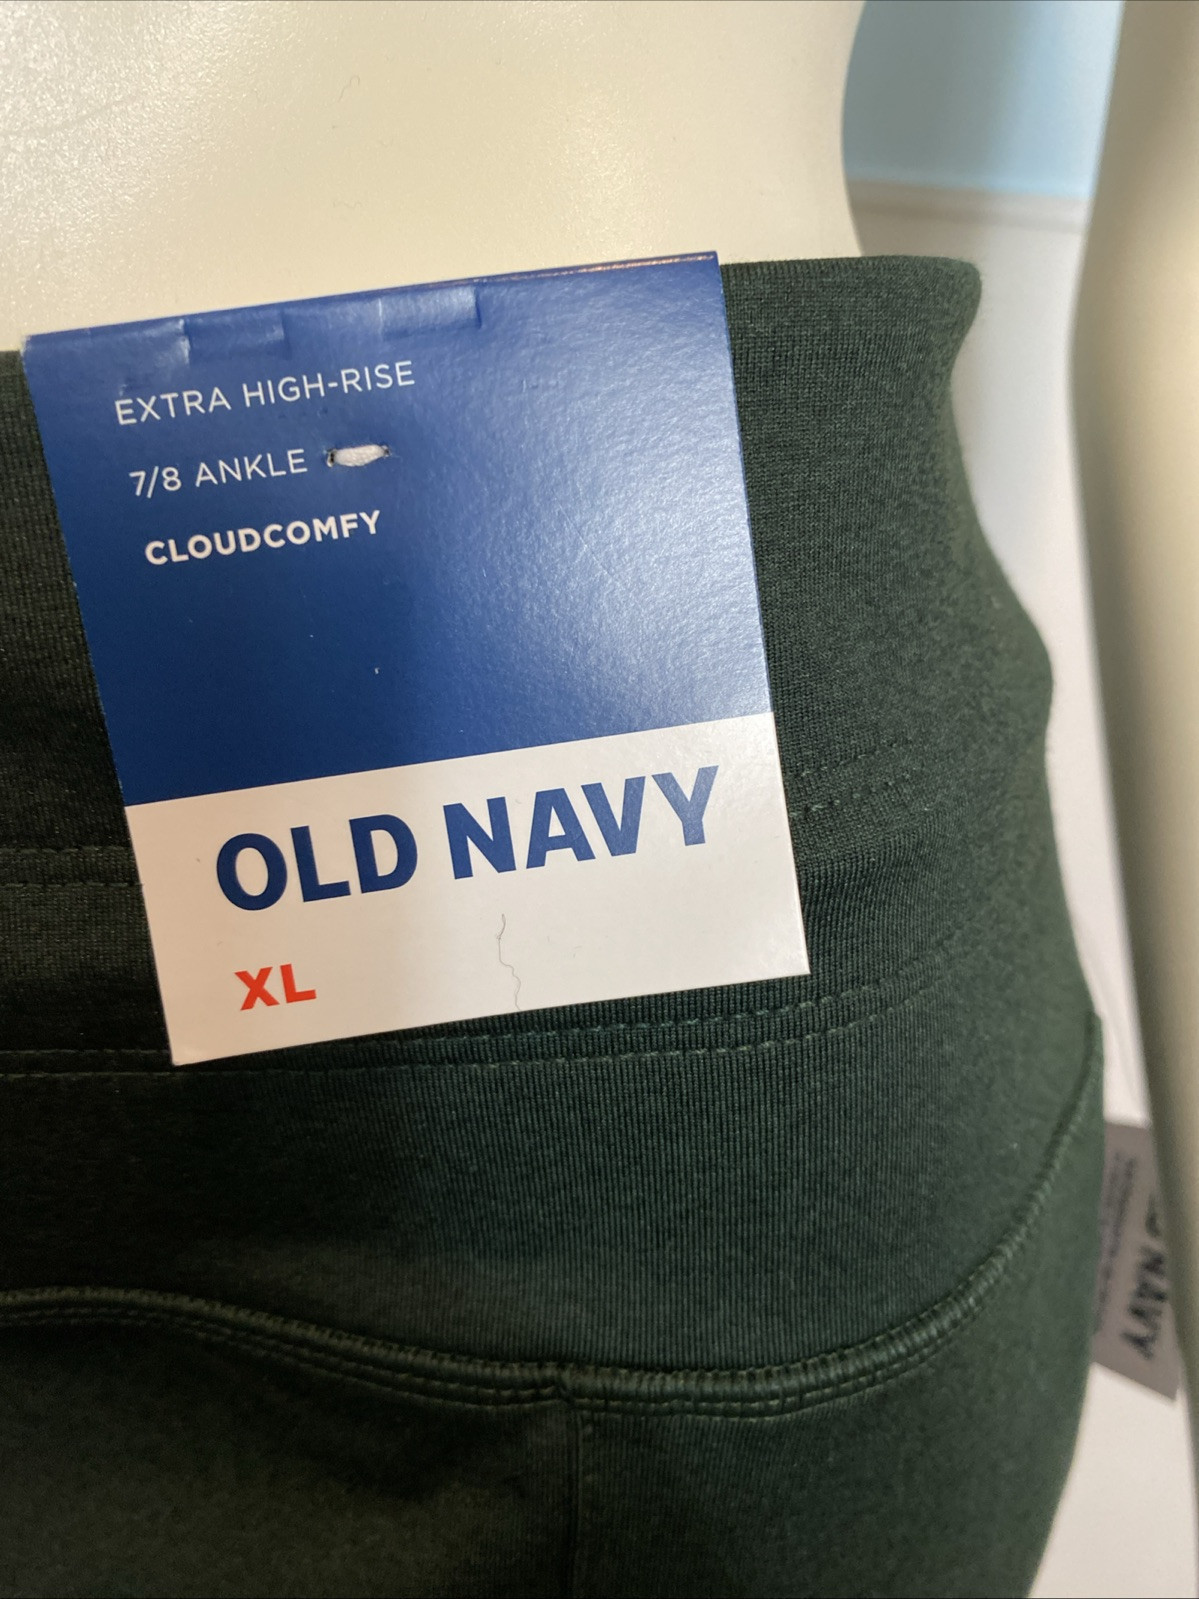 EXTRA HIGH-RISE
7/8 ANKLE
CLOUDCOMFY
OLD NAVY
XL
NAVY